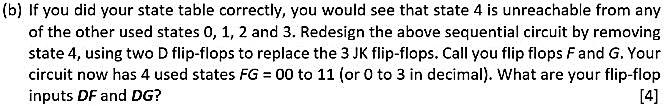 (b) If you did your state table correctly, you would see that state 4 is unreachable from any
of the other used states 0, 1, 2 and 3. Redesign the above sequential circuit by removing
state 4, using two D flip-flops to replace the 3 JK flip-flops. Call you flip flops F and G. Your
circuit now has 4 used states FG = 00 to 11 (or 0 to 3 in decimal). What are your flip-flop
inputs DF and DG? [4]